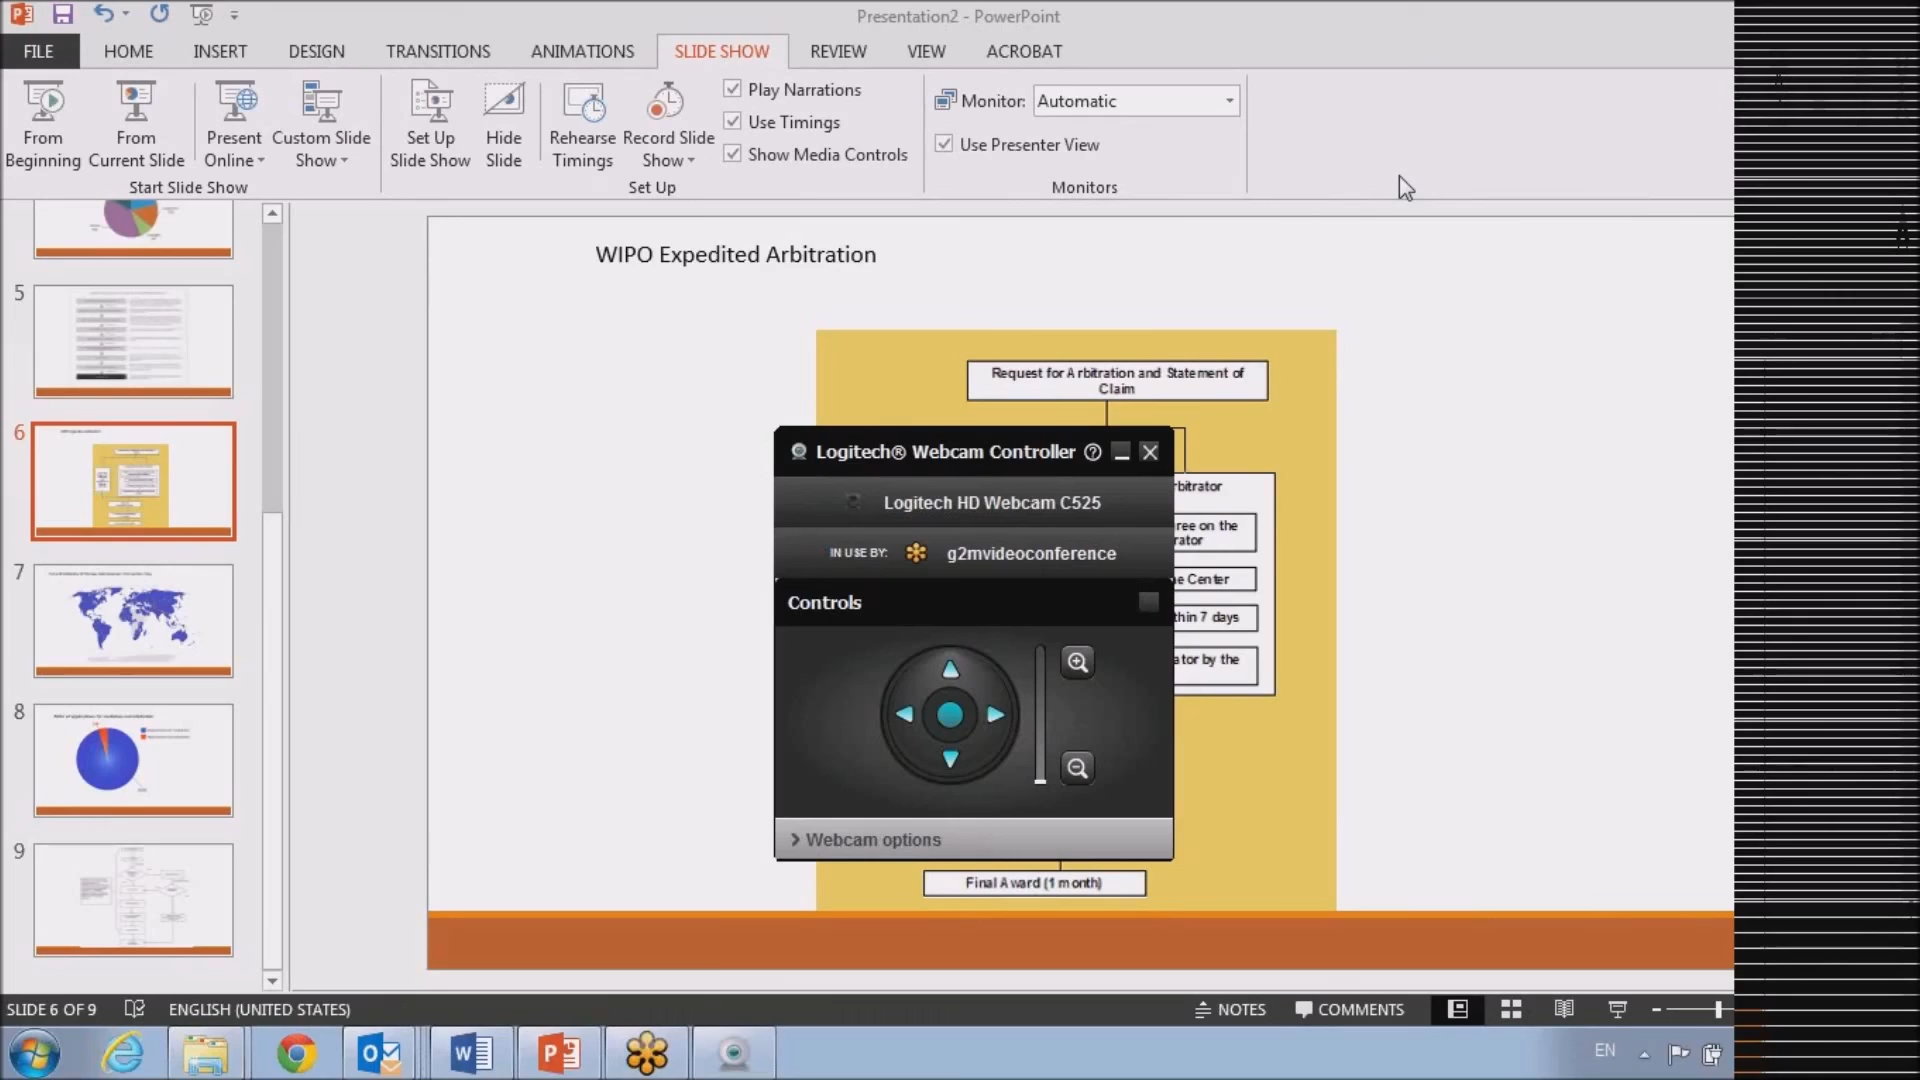 Presentation2 - PowerPoint
FILE HOME INSERT DESIGN TRANSITIONS ANIMATIONS SLIDE SHOW REVIEW VIEW ACROBAT
From Beginning
From Current Slide
Present Online
Custom Slide Show
Set Up Slide Show
Hide Slide
Rehearse Timings
Record Slide Show
Play Narrations
Use Timings
Show Media Controls
Monitor: Automatic
Use Presenter View
Start Slide Show
Set Up
Monitors
5
6
7
8
9
WIPO Expedited Arbitration
Request for Arbitration and Statement of
Claim
Logitech® Webcam Controller
Logitech HD Webcam C525
IN USE BY: g2mvideoconference
Controls
Webcam options
bitrator
ree on the
rator
e Center
thin 7 days
ator by the
Final Award (1 month)
SLIDE 6 OF 9 ENGLISH (UNITED STATES) NOTES COMMENTS
EN